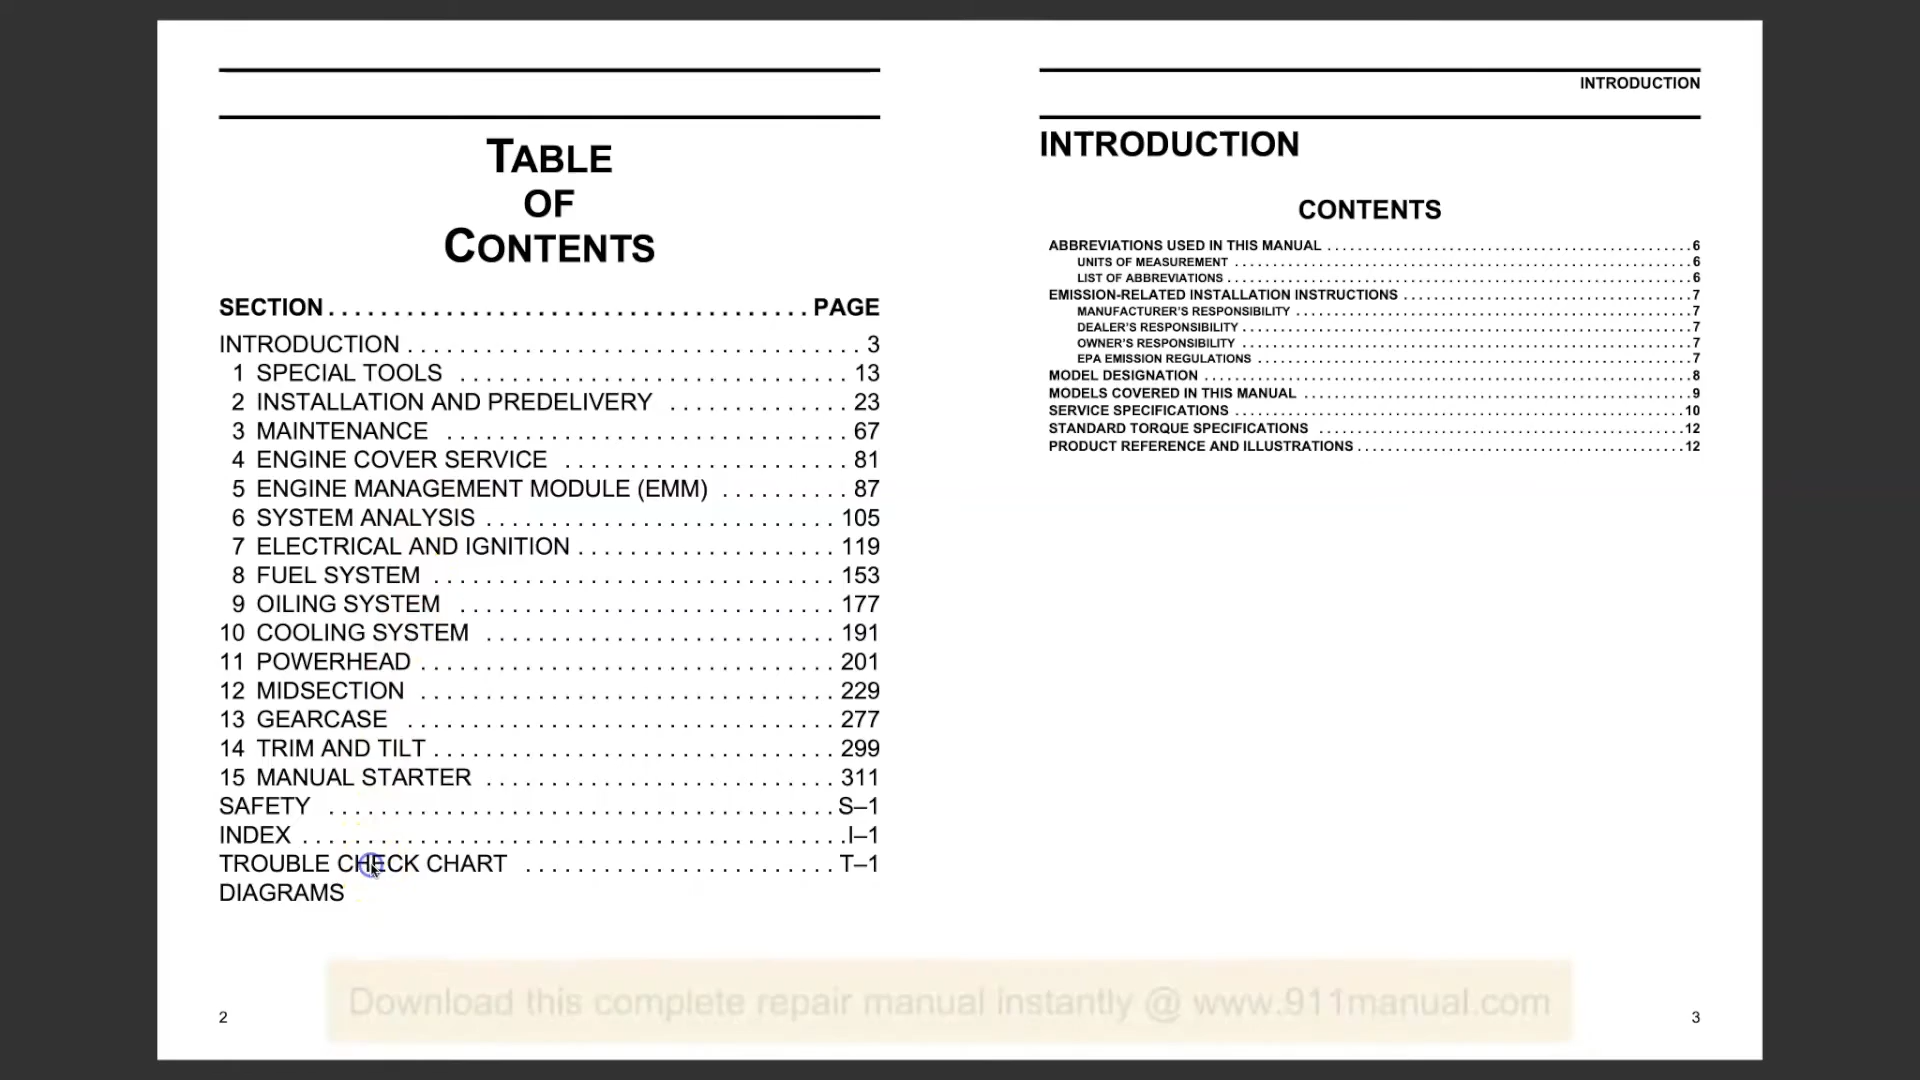 TABLE
OF
CONTENTS
SECTION . . . . . . . . . . . . . . . . . . . . . . . . . . . . . . . . . . . . . PAGE
INTRODUCTION . . . . . . . . . . . . . . . . . . . . . . . . . . . . . . . . . . . 3
1 SPECIAL TOOLS . . . . . . . . . . . . . . . . . . . . . . . . . . . . . . 13
2 INSTALLATION AND PREDELIVERY . . . . . . . . . . . . . . 23
3 MAINTENANCE . . . . . . . . . . . . . . . . . . . . . . . . . . . . . . . 67
4 ENGINE COVER SERVICE . . . . . . . . . . . . . . . . . . . . . . 81
5 ENGINE MANAGEMENT MODULE (EMM) . . . . . . . . . . 87
6 SYSTEM ANALYSIS . . . . . . . . . . . . . . . . . . . . . . . . . . . 105
7 ELECTRICAL AND IGNITION . . . . . . . . . . . . . . . . . . . . 119
8 FUEL SYSTEM . . . . . . . . . . . . . . . . . . . . . . . . . . . . . . . 153
9 OILING SYSTEM . . . . . . . . . . . . . . . . . . . . . . . . . . . . . 177
10 COOLING SYSTEM . . . . . . . . . . . . . . . . . . . . . . . . . . . 191
11 POWERHEAD . . . . . . . . . . . . . . . . . . . . . . . . . . . . . . . . 201
12 MIDSECTION . . . . . . . . . . . . . . . . . . . . . . . . . . . . . . . . 229
13 GEARCASE . . . . . . . . . . . . . . . . . . . . . . . . . . . . . . . . . 277
14 TRIM AND TILT . . . . . . . . . . . . . . . . . . . . . . . . . . . . . . . 299
15 MANUAL STARTER . . . . . . . . . . . . . . . . . . . . . . . . . . . 311
SAFETY . . . . . . . . . . . . . . . . . . . . . . . . . . . . . . . . . . . . . . . S–1
INDEX . . . . . . . . . . . . . . . . . . . . . . . . . . . . . . . . . . . . . . . . . . I–1
TROUBLE CHECK CHART . . . . . . . . . . . . . . . . . . . . . . . . T–1
DIAGRAMS
2
INTRODUCTION
INTRODUCTION
CONTENTS
ABBREVIATIONS USED IN THIS MANUAL . . . . . . . . . . . . . . . . . . . . . . . . . . . . . . . . . . . . . . . . . . . . 6
UNITS OF MEASUREMENT . . . . . . . . . . . . . . . . . . . . . . . . . . . . . . . . . . . . . . . . . . . . . . . . . . . . . 6
LIST OF ABBREVIATIONS . . . . . . . . . . . . . . . . . . . . . . . . . . . . . . . . . . . . . . . . . . . . . . . . . . . . . 6
EMISSION-RELATED INSTALLATION INSTRUCTIONS . . . . . . . . . . . . . . . . . . . . . . . . . . . . . . . . . . 7
MANUFACTURER'S RESPONSIBILITY . . . . . . . . . . . . . . . . . . . . . . . . . . . . . . . . . . . . . . . . . . . . . 7
DEALER'S RESPONSIBILITY . . . . . . . . . . . . . . . . . . . . . . . . . . . . . . . . . . . . . . . . . . . . . . . . . . . . 7
OWNER'S RESPONSIBILITY . . . . . . . . . . . . . . . . . . . . . . . . . . . . . . . . . . . . . . . . . . . . . . . . . . . . 7
EPA EMISSION REGULATIONS . . . . . . . . . . . . . . . . . . . . . . . . . . . . . . . . . . . . . . . . . . . . . . . . . . 7
MODEL DESIGNATION . . . . . . . . . . . . . . . . . . . . . . . . . . . . . . . . . . . . . . . . . . . . . . . . . . . . . . . . . 8
MODELS COVERED IN THIS MANUAL . . . . . . . . . . . . . . . . . . . . . . . . . . . . . . . . . . . . . . . . . . . . . . 9
SERVICE SPECIFICATIONS . . . . . . . . . . . . . . . . . . . . . . . . . . . . . . . . . . . . . . . . . . . . . . . . . . . . . 10
STANDARD TORQUE SPECIFICATIONS . . . . . . . . . . . . . . . . . . . . . . . . . . . . . . . . . . . . . . . . . . . . 12
PRODUCT REFERENCE AND ILLUSTRATIONS . . . . . . . . . . . . . . . . . . . . . . . . . . . . . . . . . . . . . . . 12
3
Download this complete repair manual instantly @ www.911manual.com